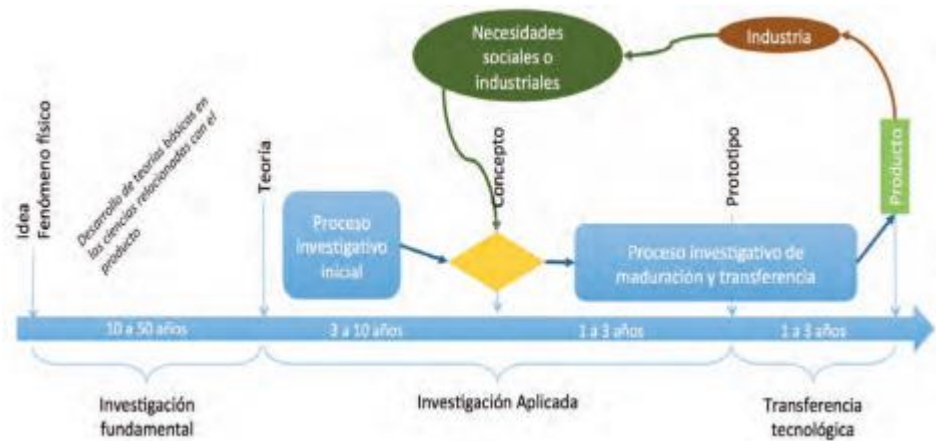 Necesidades
sociales o
industriales
Industria
Idea
Fenómeno físico
Desarrollo de teorías básicas en
las ciencias relacionadas con el
producto
Teoría
Concepto
Prototipo
Producto
Proceso
investigativo
inicial
Proceso investigativo de
maduración y transferencia
10 a 50 años
3 a 10 años
1 a 3 años
1 a 3 años
Investigación
fundamental
Investigación Aplicada
Transferencia
tecnológica